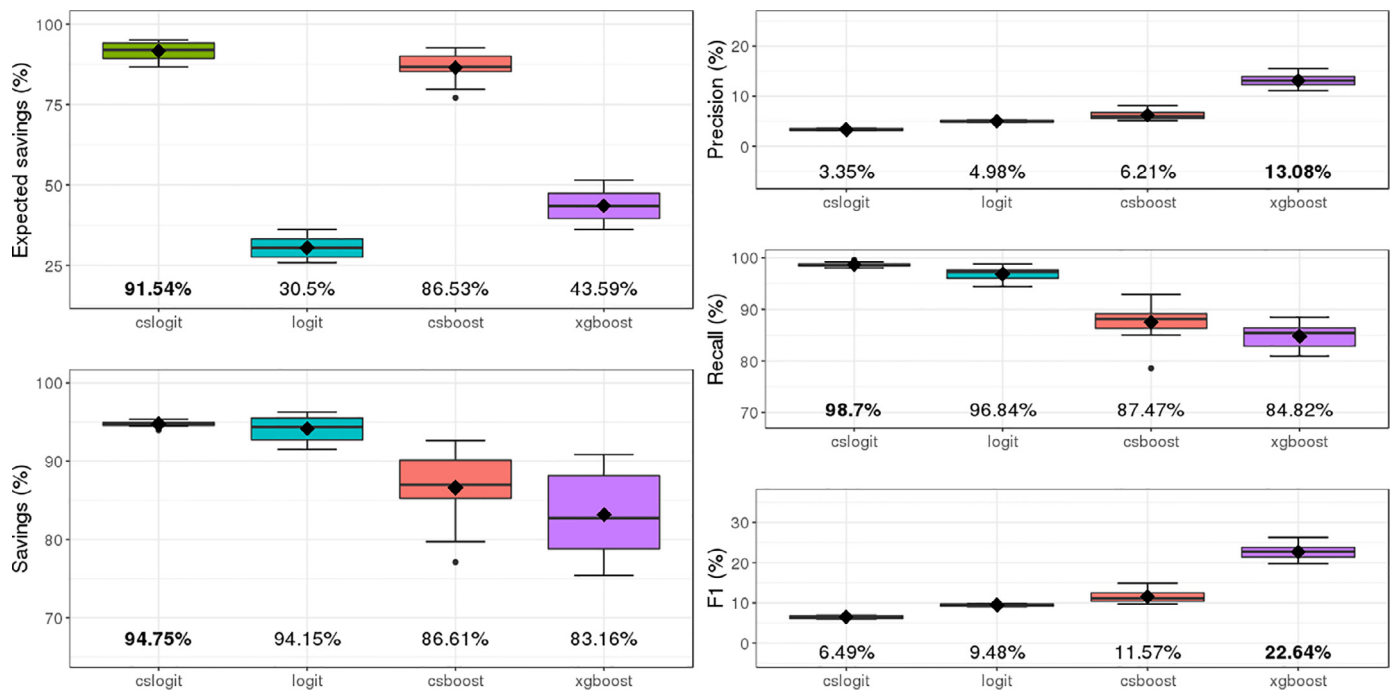 Expected savings (%)
100
75
50
25
91.54% 30.5% 86.53% 43.59%
cslogit logit csboost xgboost
Savings (%)
100
90
80
70
94.75% 94.15% 86.61% 83.16%
cslogit logit csboost xgboost
Precision (%)
20
10
0
3.35% 4.98% 6.21% 13.08%
cslogit logit csboost xgboost
Recall (%)
100
90
80
70
98.7% 96.84% 87.47% 84.82%
cslogit logit csboost xgboost
F1 (%)
30
20
10
0
6.49% 9.48% 11.57% 22.64%
cslogit logit csboost xgboost